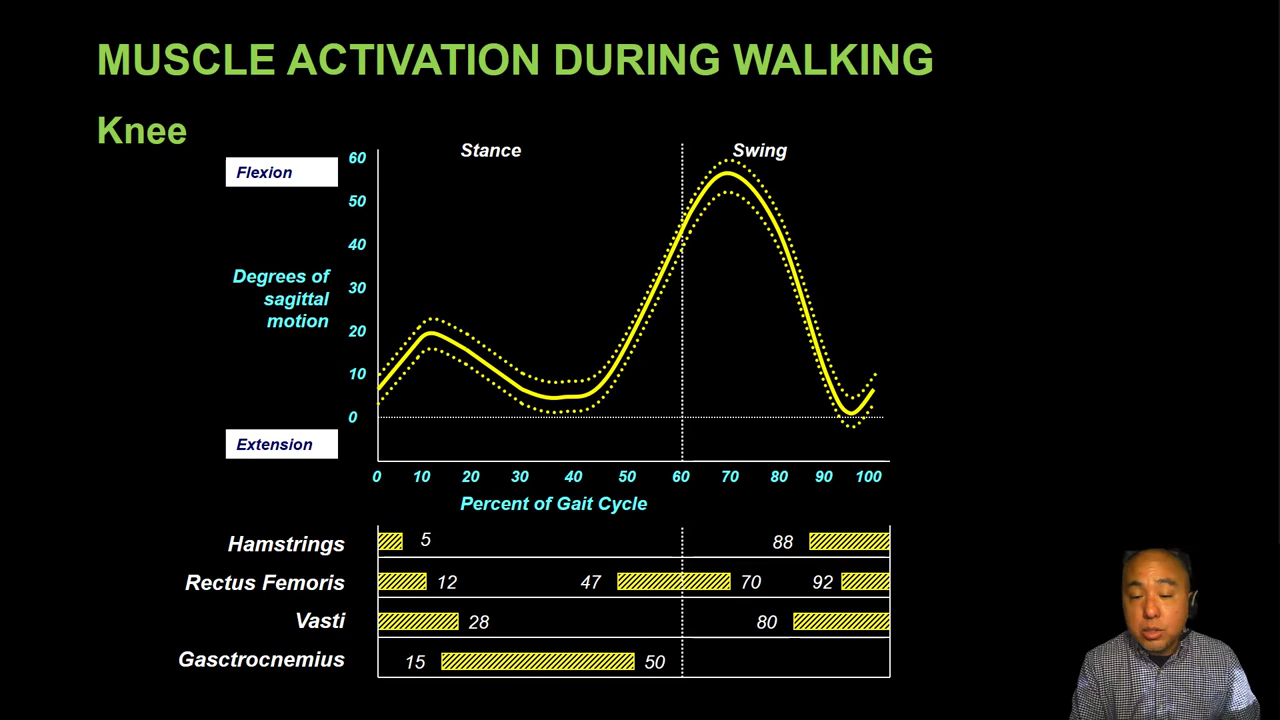 MUSCLE ACTIVATION DURING WALKING
Knee
Stance
Swing
Flexion
60
50
40
30
20
10
0
Degrees of
sagittal
motion
Extension
0 10 20 30 40 50 60 70 80 90 100
Percent of Gait Cycle
Hamstrings 5 88
Rectus Femoris 12 47 70 92
Vasti 28 80
Gasctrocnemius 15 50